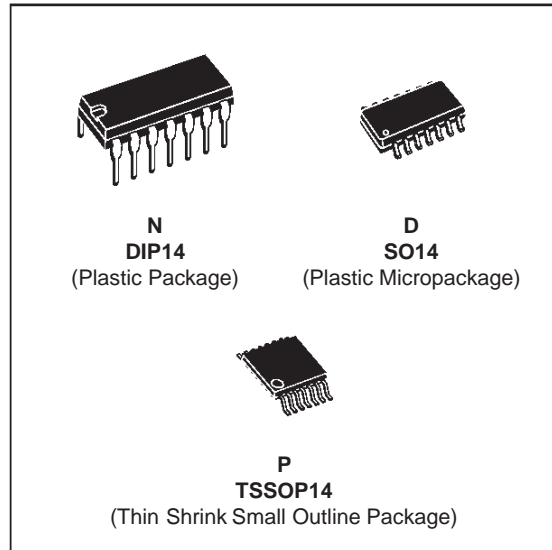 N
DIP14
(Plastic Package)
D
SO14
(Plastic Micropackage)
P
TSSOP14
(Thin Shrink Small Outline Package)